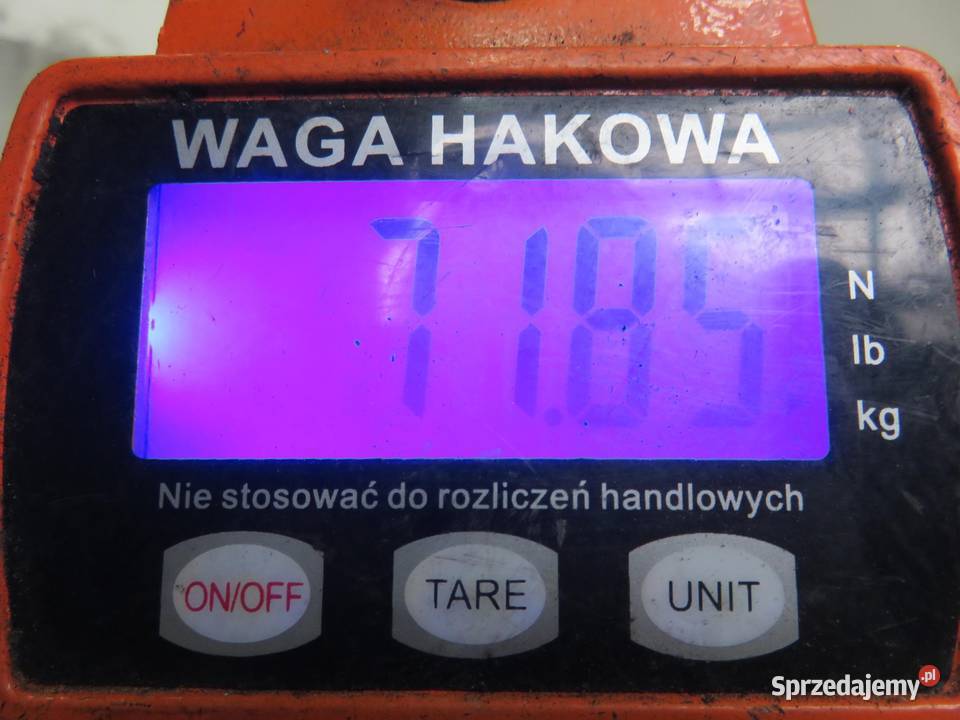 WAGA HAKOWA
71.85
N
lb
kg
Nie stosować do rozliczeń handlowych
ON/OFF TARE UNIT
Sprzedajemy.pl